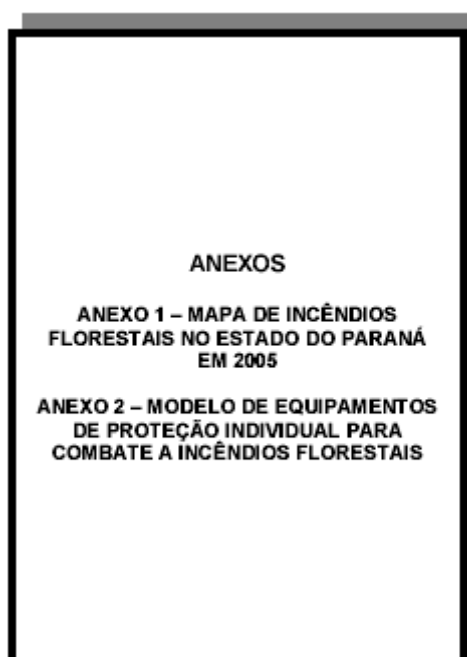 ANEXOS
ANEXO 1 – MAPA DE INCÊNDIOS
FLORESTAIS NO ESTADO DO PARANÁ
EM 2005
ANEXO 2 – MODELO DE EQUIPAMENTOS
DE PROTEÇÃO INDIVIDUAL PARA
COMBATE A INCÊNDIOS FLORESTAIS